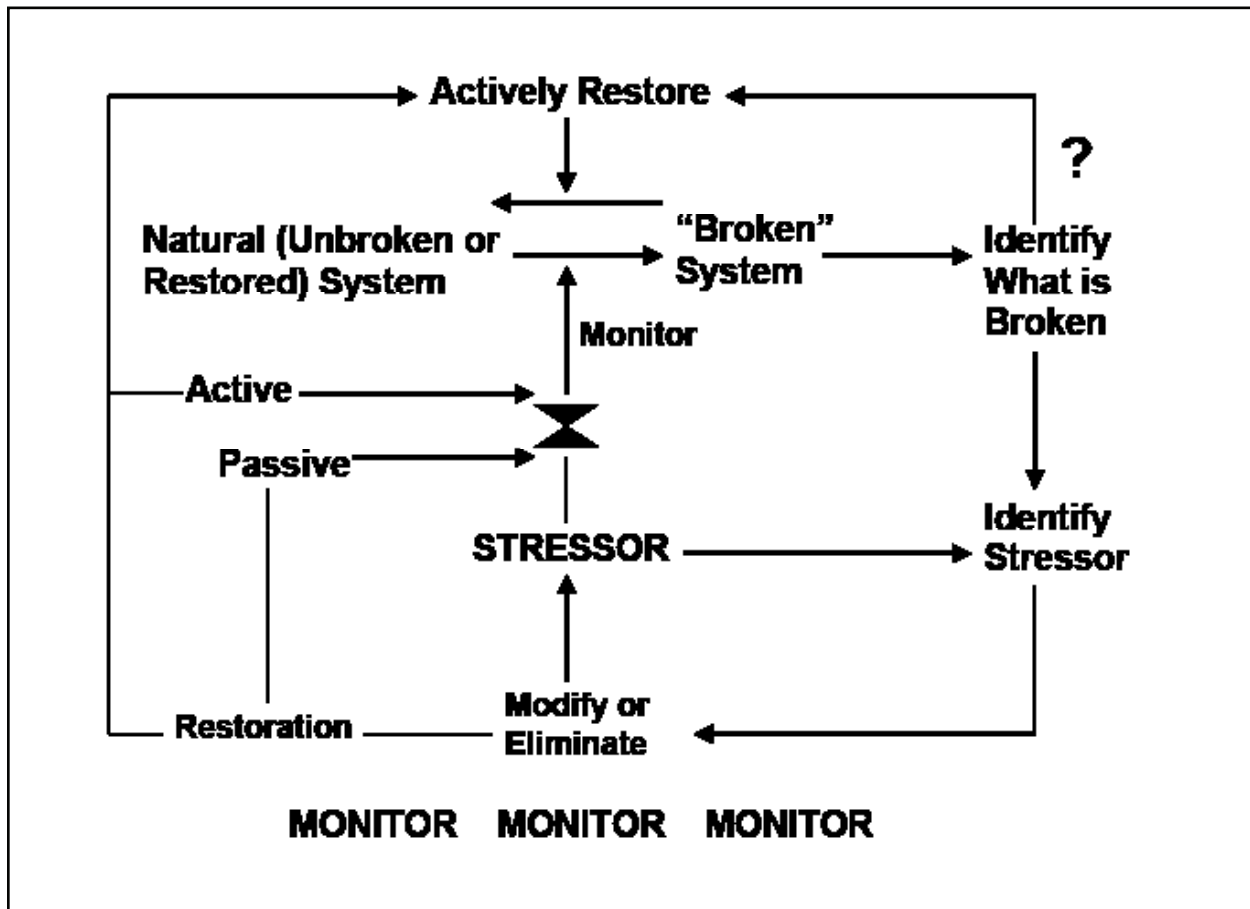 Actively Restore
?
Natural (Unbroken or
Restored) System
“Broken”
System
Identify
What is
Broken
Monitor
Active
Passive
STRESSOR
Identify
Stressor
Restoration
Modify or
Eliminate
MONITOR MONITOR MONITOR